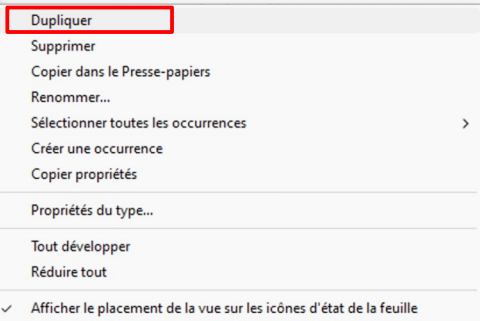 Dupliquer
Supprimer
Copier dans le Presse-papiers
Renommer...
Sélectionner toutes les occurrences
Créer une occurrence
Copier propriétés
Propriétés du type...
Tout développer
Réduire tout
Afficher le placement de la vue sur les icônes d'état de la feuille